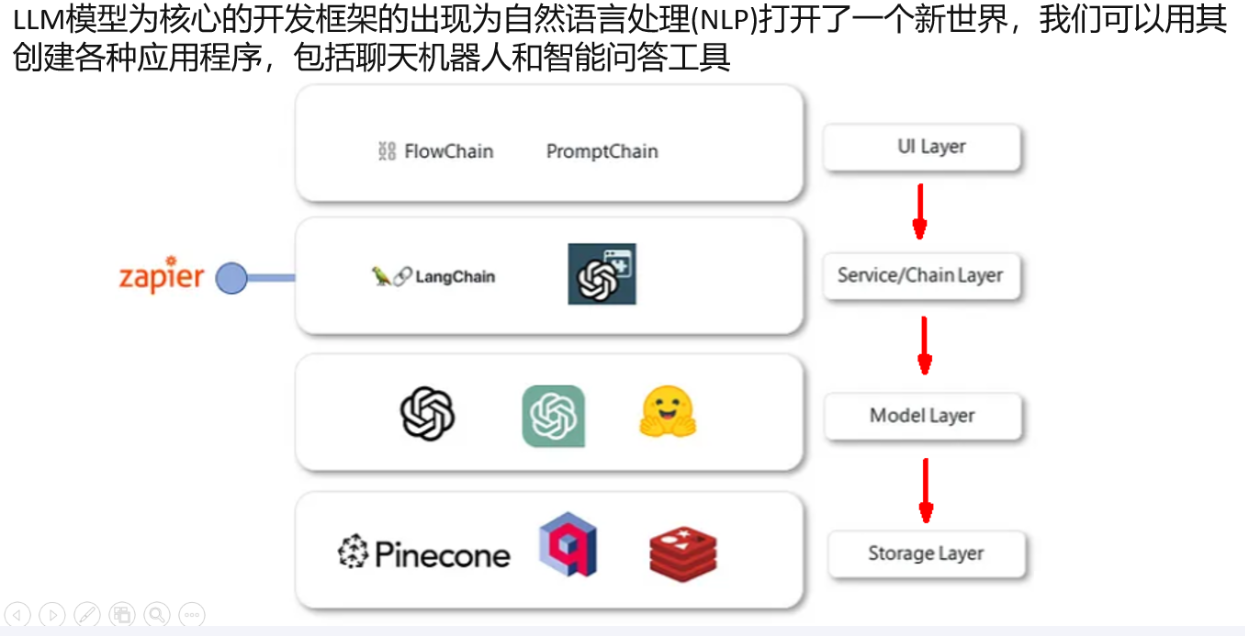 LLM模型为核心的开发框架的出现为自然语言处理(NLP)打开了一个新世界，我们可以用其
创建各种应用程序，包括聊天机器人和智能问答工具
FlowChain
PromptChain
UI Layer
zapier
LangChain
Service/Chain Layer
Model Layer
Pinecone
Storage Layer